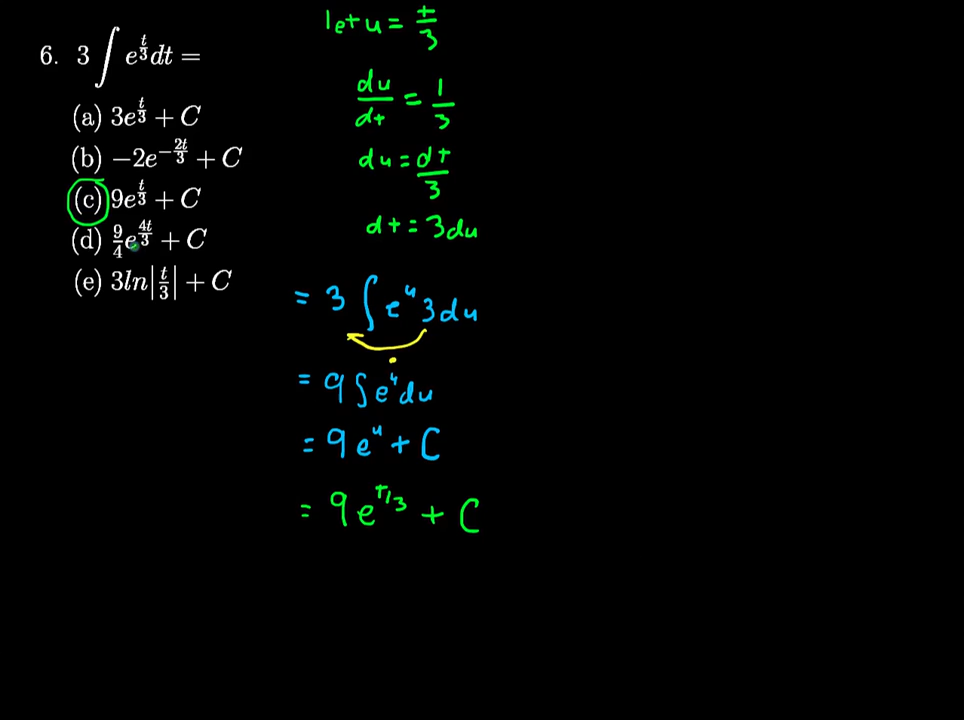 6. 3 ∫ e^{t/3} dt =
(a) 3e^{t/3} + C
(b) −2e^{−2t/3} + C
(c) 9e^{t/3} + C
(d) 9/4 e^{4t/3} + C
(e) 3ln|t/3| + C
let u = t/3
du/dt = 1/3
du = dt/3
dt = 3du
= 3 ∫ e^u 3du
= 9 ∫ e^u du
= 9e^u + C
= 9e^{t/3} + C